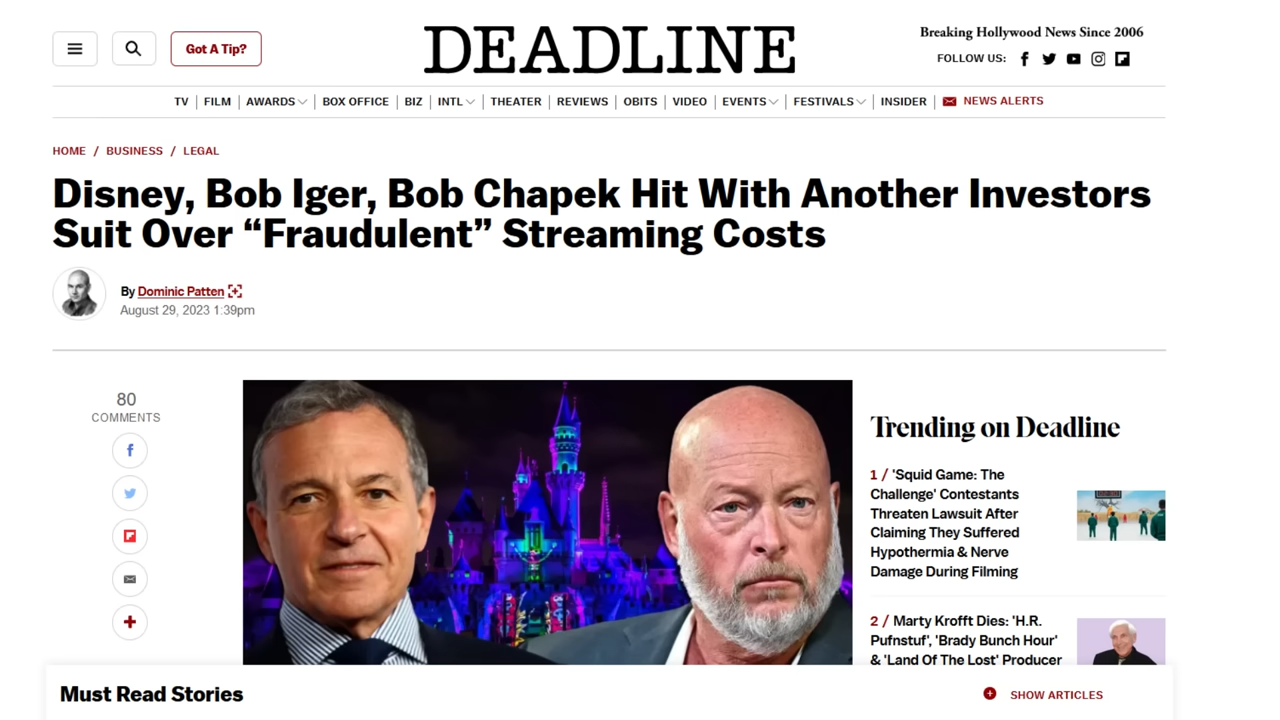 Got A Tip?
DEADLINE
Breaking Hollywood News Since 2006
FOLLOW US:
TV | FILM | AWARDS | BOX OFFICE | BIZ | INTL | THEATER | REVIEWS | OBITS | VIDEO | EVENTS | FESTIVALS | INSIDER | NEWS ALERTS
HOME / BUSINESS / LEGAL
Disney, Bob Iger, Bob Chapek Hit With Another Investors
Suit Over “Fraudulent” Streaming Costs
By Dominic Patten
August 29, 2023 1:39pm
80
COMMENTS
Trending on Deadline
1 / 'Squid Game: The
Challenge' Contestants
Threaten Lawsuit After
Claiming They Suffered
Hypothermia & Nerve
Damage During Filming
2 / Marty Krofft Dies: 'H.R.
Pufnstuf', 'Brady Bunch Hour'
& 'Land Of The Lost' Producer
Must Read Stories
SHOW ARTICLES